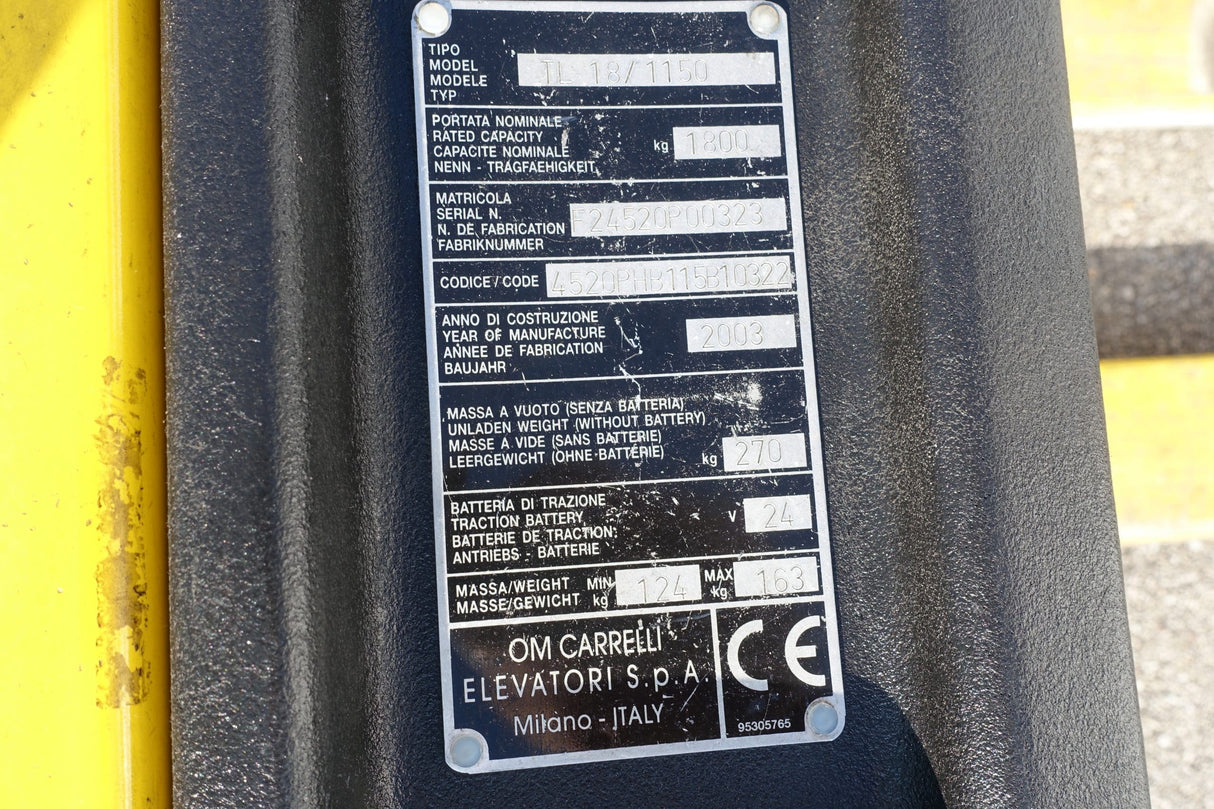 TIPO
MODEL
MODELE
TYP
TL 18/1150
PORTATA NOMINALE
RATED CAPACITY
CAPACITE NOMINALE
NENN - TRAGFAEHIGKEIT
kg 1800
MATRICOLA
SERIAL N.
N. DE FABRICATION
FABRIKNUMMER
F24520P00323
CODICE/CODE 4520PHB115B10322
ANNO DI COSTRUZIONE
YEAR OF MANUFACTURE
ANNEE DE FABRICATION
BAUJAHR
2003
MASSA A VUOTO (SENZA BATTERIA)
UNLADEN WEIGHT (WITHOUT BATTERY)
MASSE A VIDE (SANS BATTERIE)
LEERGEWICHT (OHNE BATTERIE)
kg 270
BATTERIA DI TRAZIONE
TRACTION BATTERY
BATTERIE DE TRACTION
ANTRIEBS - BATTERIE
V 24
MASSA/WEIGHT
MASSE/GEWICHT
MIN kg 124
MAX kg 163
OM CARRELLI
ELEVATORI S.p.A.
Milano - ITALY
CE
95305765